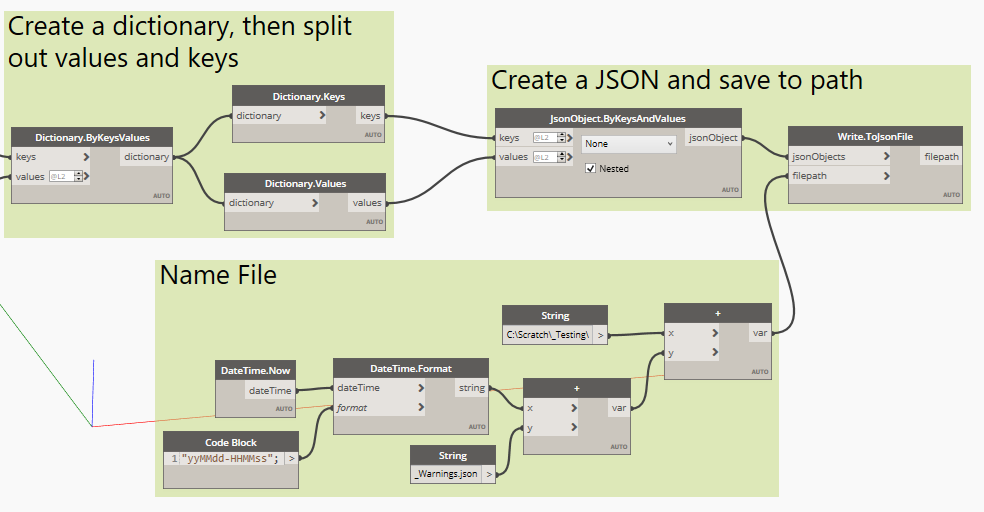 Create a dictionary, then split
out values and keys
Dictionary.ByKeysValues
keys
dictionary
values
@L2
AUTO
Dictionary.Keys
dictionary
keys
AUTO
Dictionary.Values
dictionary
values
AUTO
Create a JSON and save to path
JsonObject.ByKeysAndValues
keys
@L2
None
jsonObject
values
@L2
Nested
AUTO
Write.ToJsonFile
jsonObjects
filepath
filepath
AUTO
Name File
String
C:\Scratch\_Testing\
>
+
x
var
y
AUTO
DateTime.Now
dateTime
AUTO
DateTime.Format
dateTime
string
format
AUTO
+
x
var
y
AUTO
Code Block
1 "yyMMdd-HHMMss"; >
String
_Warnings.json >